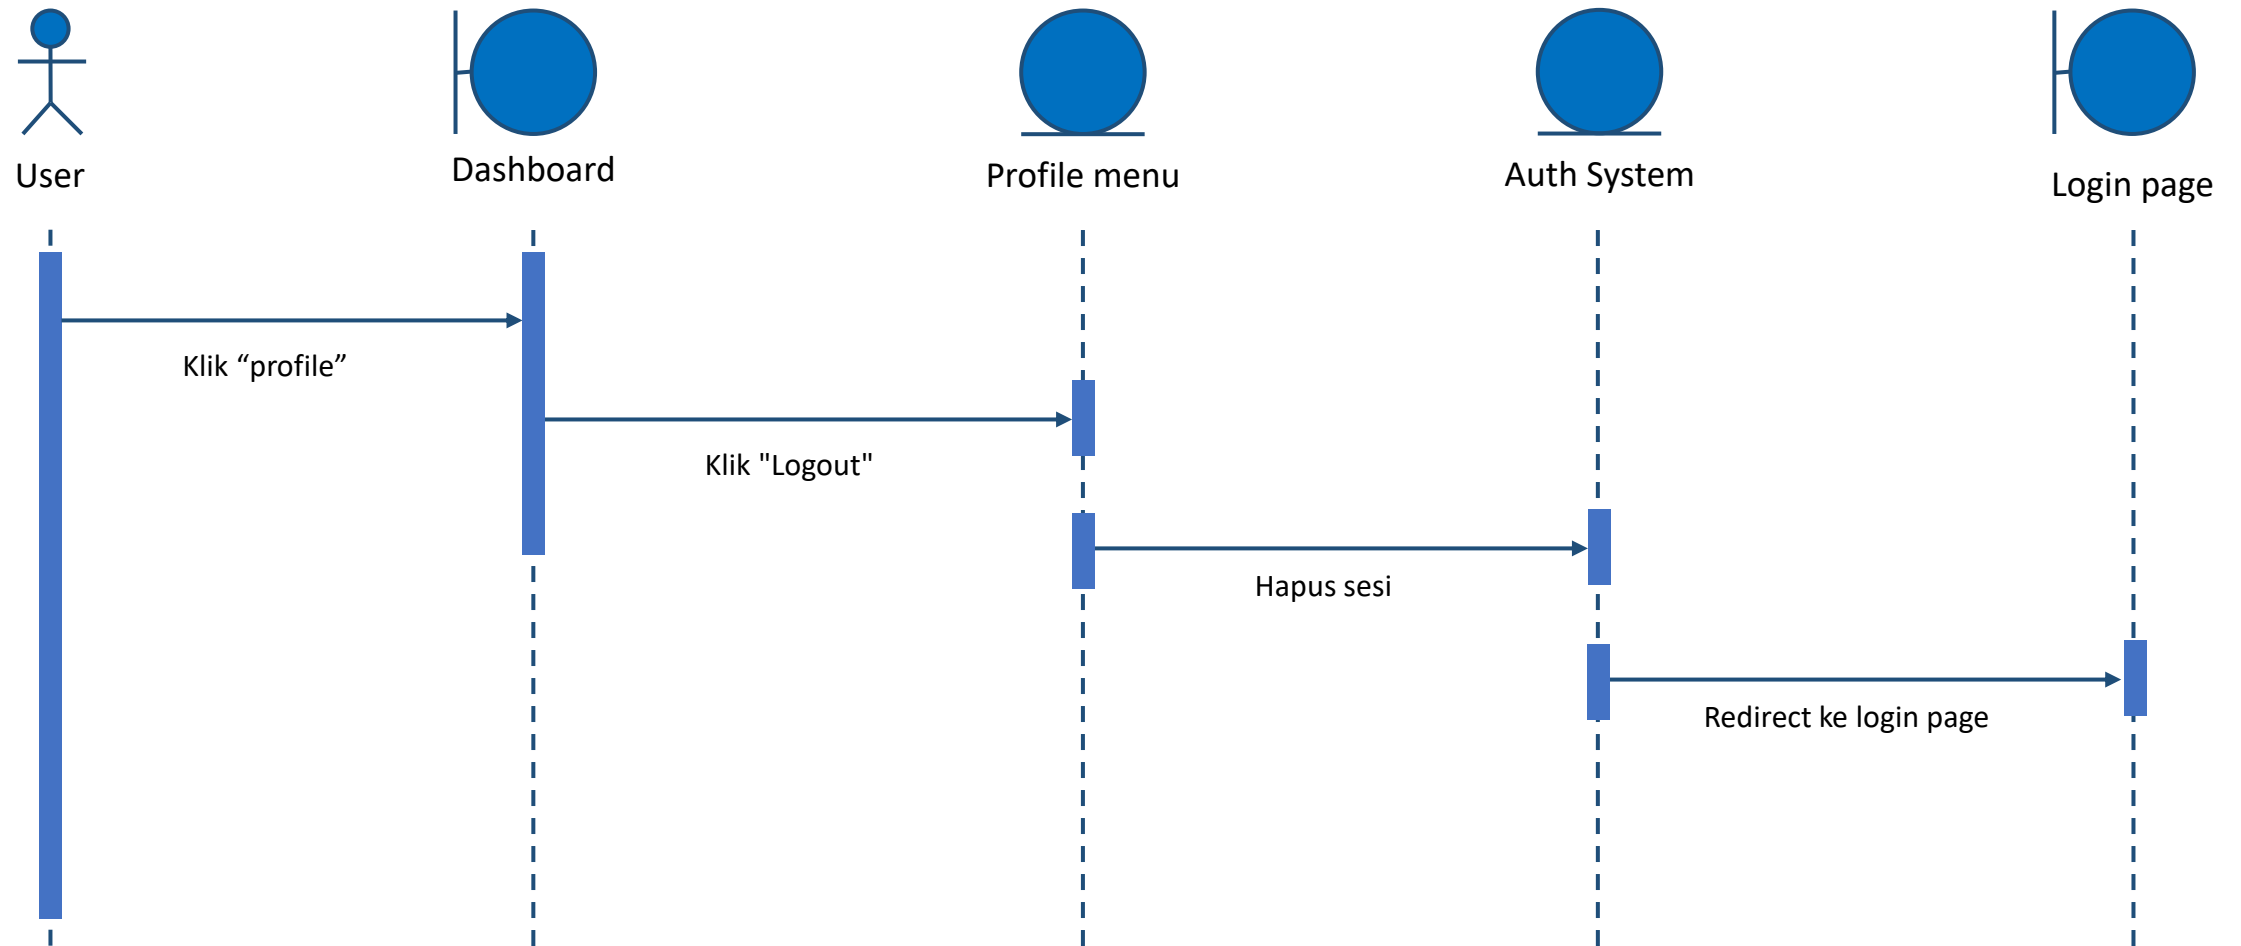 User
Dashboard
Profile menu
Auth System
Login page
Klik “profile”
Klik "Logout"
Hapus sesi
Redirect ke login page